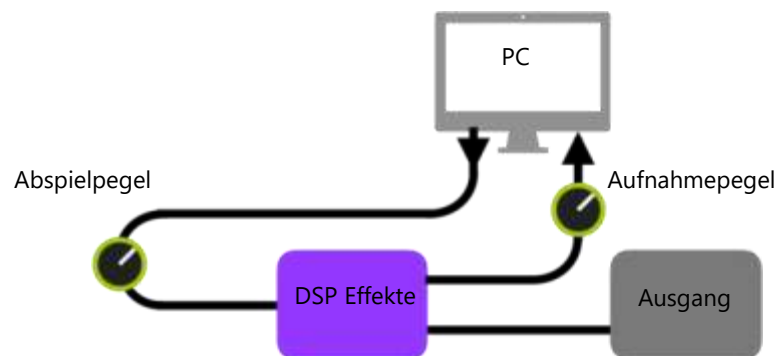 PC
Abspielpegel
Aufnahmepegel
DSP Effekte
Ausgang